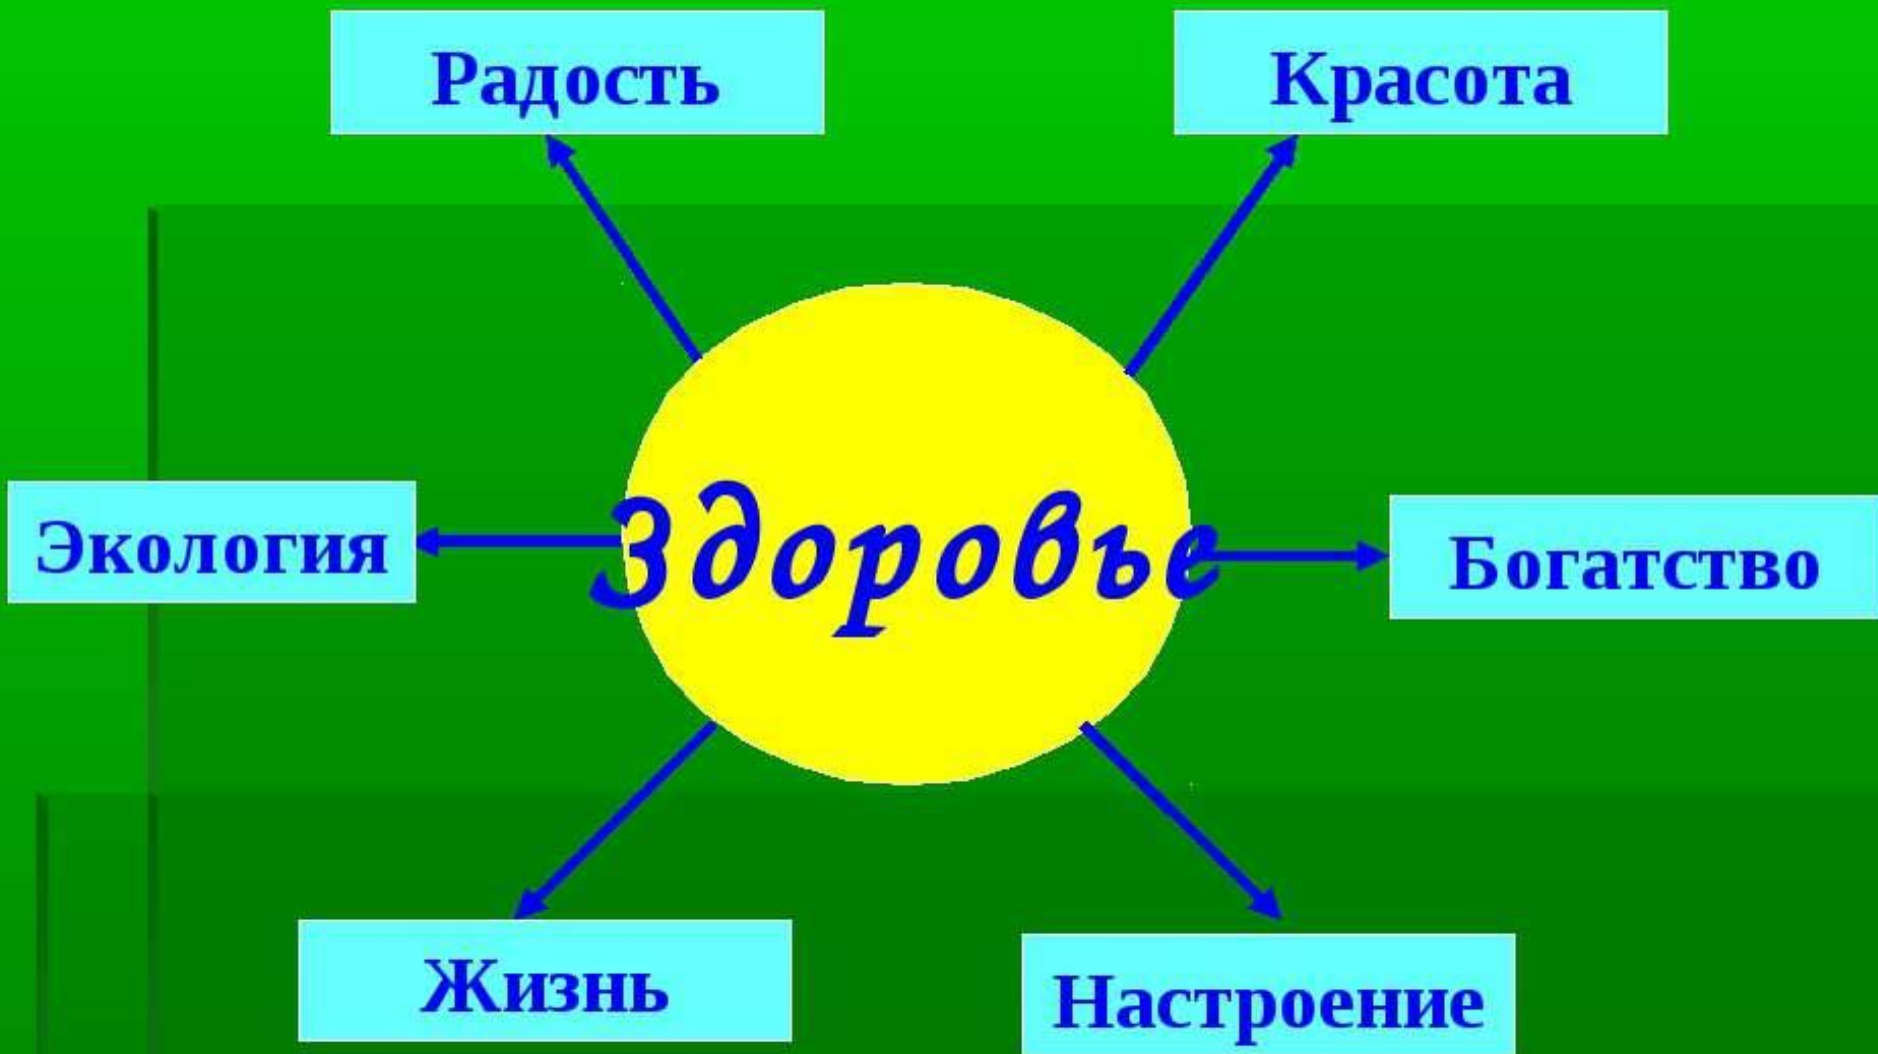 Радость
Красота
Экология
Здоровье
Богатство
Жизнь
Настроение